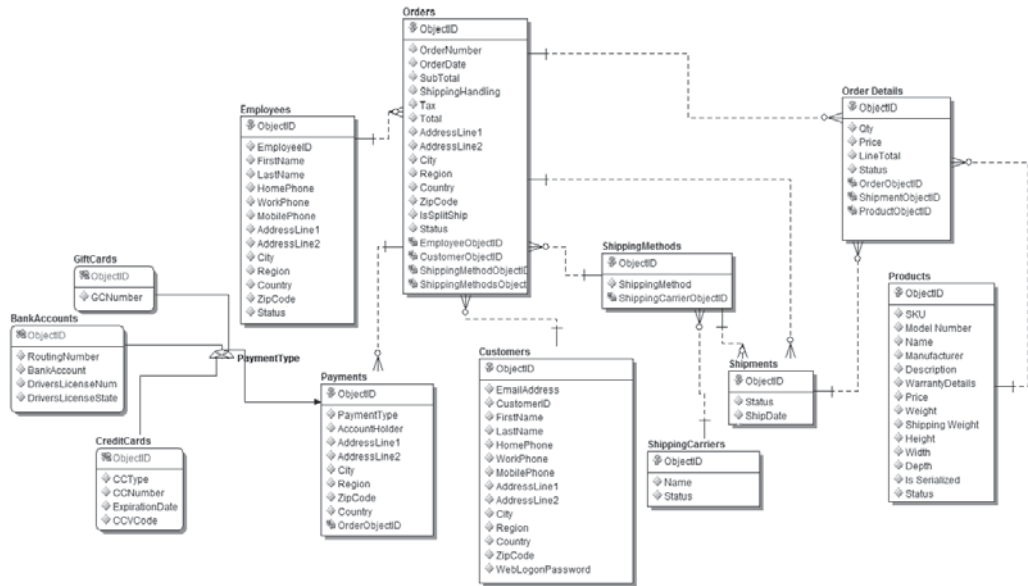 Orders
ObjectID
OrderNumber
OrderDate
SubTotal
ShippingHandling
Tax
Total
AddressLine1
AddressLine2
City
Region
Country
ZipCode
IsSplitShip
Status
EmployeeObjectID
CustomerObjectID
ShippingMethodObjectID
ShippingMethodsObject
Employees
ObjectID
EmployeeID
FirstName
LastName
HomePhone
WorkPhone
MobilePhone
AddressLine1
AddressLine2
City
Region
Country
ZipCode
Status
Order Details
ObjectID
Qty
Price
LineTotal
Status
OrderObjectID
ShipmentObjectID
ProductObjectID
GiftCards
ObjectID
GCNumber
BankAccounts
ObjectID
RoutingNumber
BankAccount
DriversLicenseNum
DriversLicenseState
PaymentType
CreditCards
ObjectID
CCType
CCNumber
ExpirationDate
CCVCode
Payments
ObjectID
PaymentType
AccountHolder
AddressLine1
AddressLine2
City
Region
ZipCode
Country
OrderObjectID
Customers
ObjectID
EmailAddress
CustomerID
FirstName
LastName
HomePhone
WorkPhone
MobilePhone
AddressLine1
AddressLine2
City
Region
Country
ZipCode
WebLogonPassword
ShippingMethods
ObjectID
ShippingMethod
ShippingCarrierObjectID
ShippingCarriers
ObjectID
Name
Status
Shipments
ObjectID
Status
ShipDate
Products
ObjectID
SKU
Model Number
Name
Manufacturer
Description
WarrantyDetails
Price
Weight
Shipping Weight
Height
Width
Depth
Is Serialized
Status